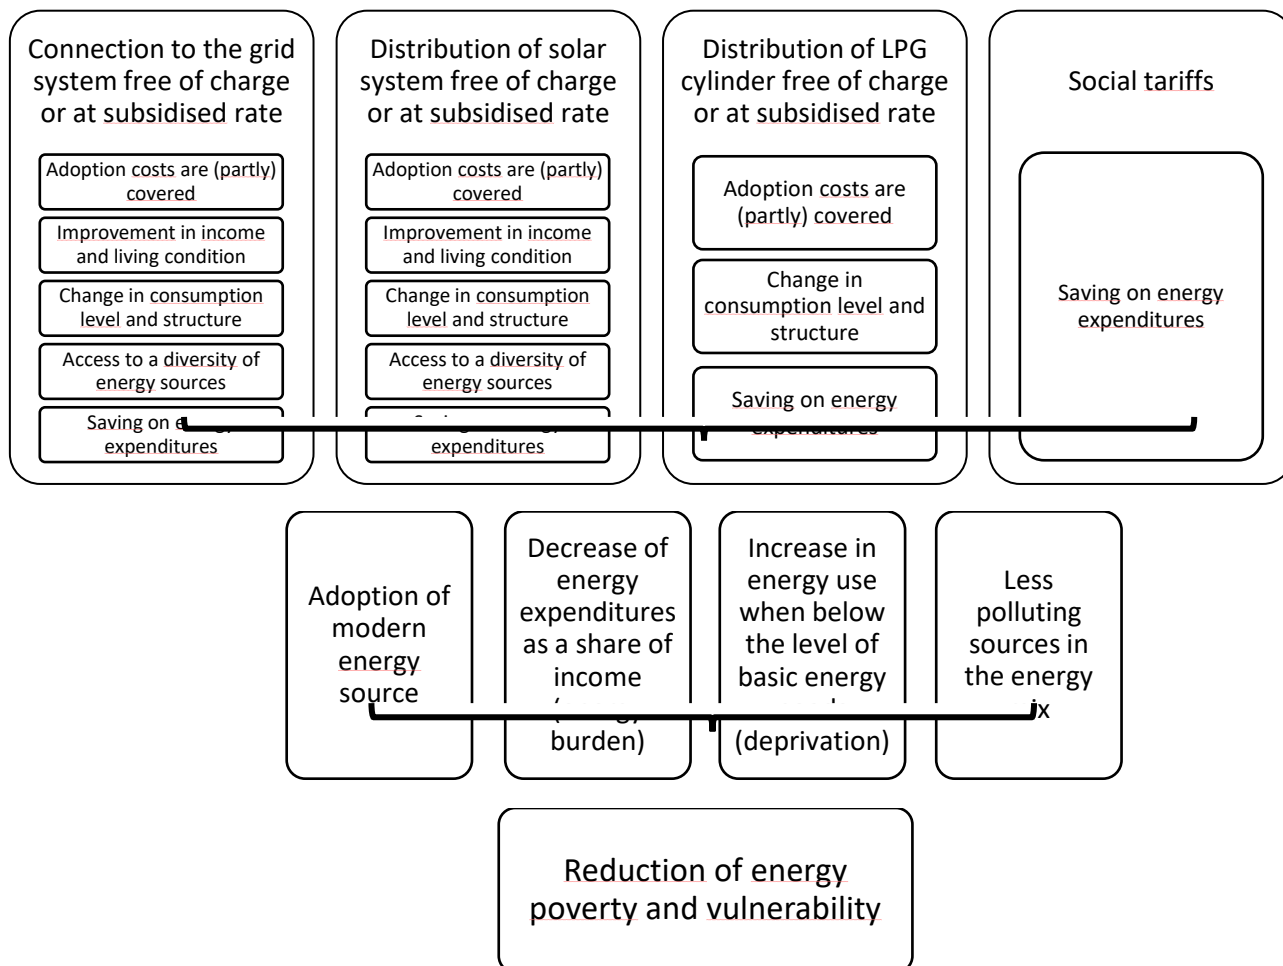 Connection to the grid
system free of charge
or at subsidised rate
Adoption costs are (partly)
covered
Improvement in income
and living condition
Change in consumption
level and structure
Access to a diversity of
energy sources
Saving on
expenditures
Distribution of solar
system free of charge
or at subsidised rate
Adoption costs are (partly)
covered
Improvement in income
and living condition
Change in consumption
level and structure
Access to a diversity of
energy sources
expenditures
Distribution of LPG
cylinder free of charge
or at subsidised rate
Adoption costs are
(partly) covered
Change in
consumption level and
structure
Saving on energy
expenditures
Social tariffs
Saving on energy
expenditures
Adoption of
modern
energy
source
Decrease of
energy
expenditures
as a share of
income
burden)
Increase in
energy use
when below
the level of
basic energy
(deprivation)
Less
polluting
sources in
the energy
Reduction of energy
poverty and vulnerability